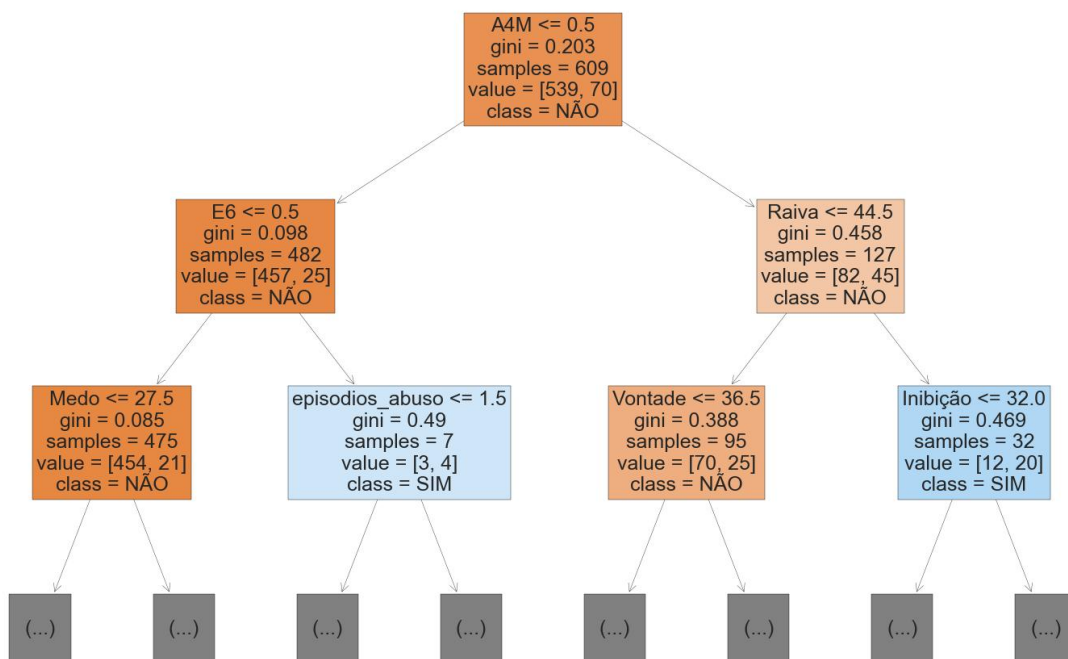 A4M <= 0.5
gini = 0.203
samples = 609
value = [539, 70]
class = NÃO
E6 <= 0.5
gini = 0.098
samples = 482
value = [457, 25]
class = NÃO
Raiva <= 44.5
gini = 0.458
samples = 127
value = [82, 45]
class = NÃO
Medo <= 27.5
gini = 0.085
samples = 475
value = [454, 21]
class = NÃO
episodios_abuso <= 1.5
gini = 0.49
samples = 7
value = [3, 4]
class = SIM
Vontade <= 36.5
gini = 0.388
samples = 95
value = [70, 25]
class = NÃO
Inibição <= 32.0
gini = 0.469
samples = 32
value = [12, 20]
class = SIM
(...)
(...)
(...)
(...)
(...)
(...)
(...)
(...)